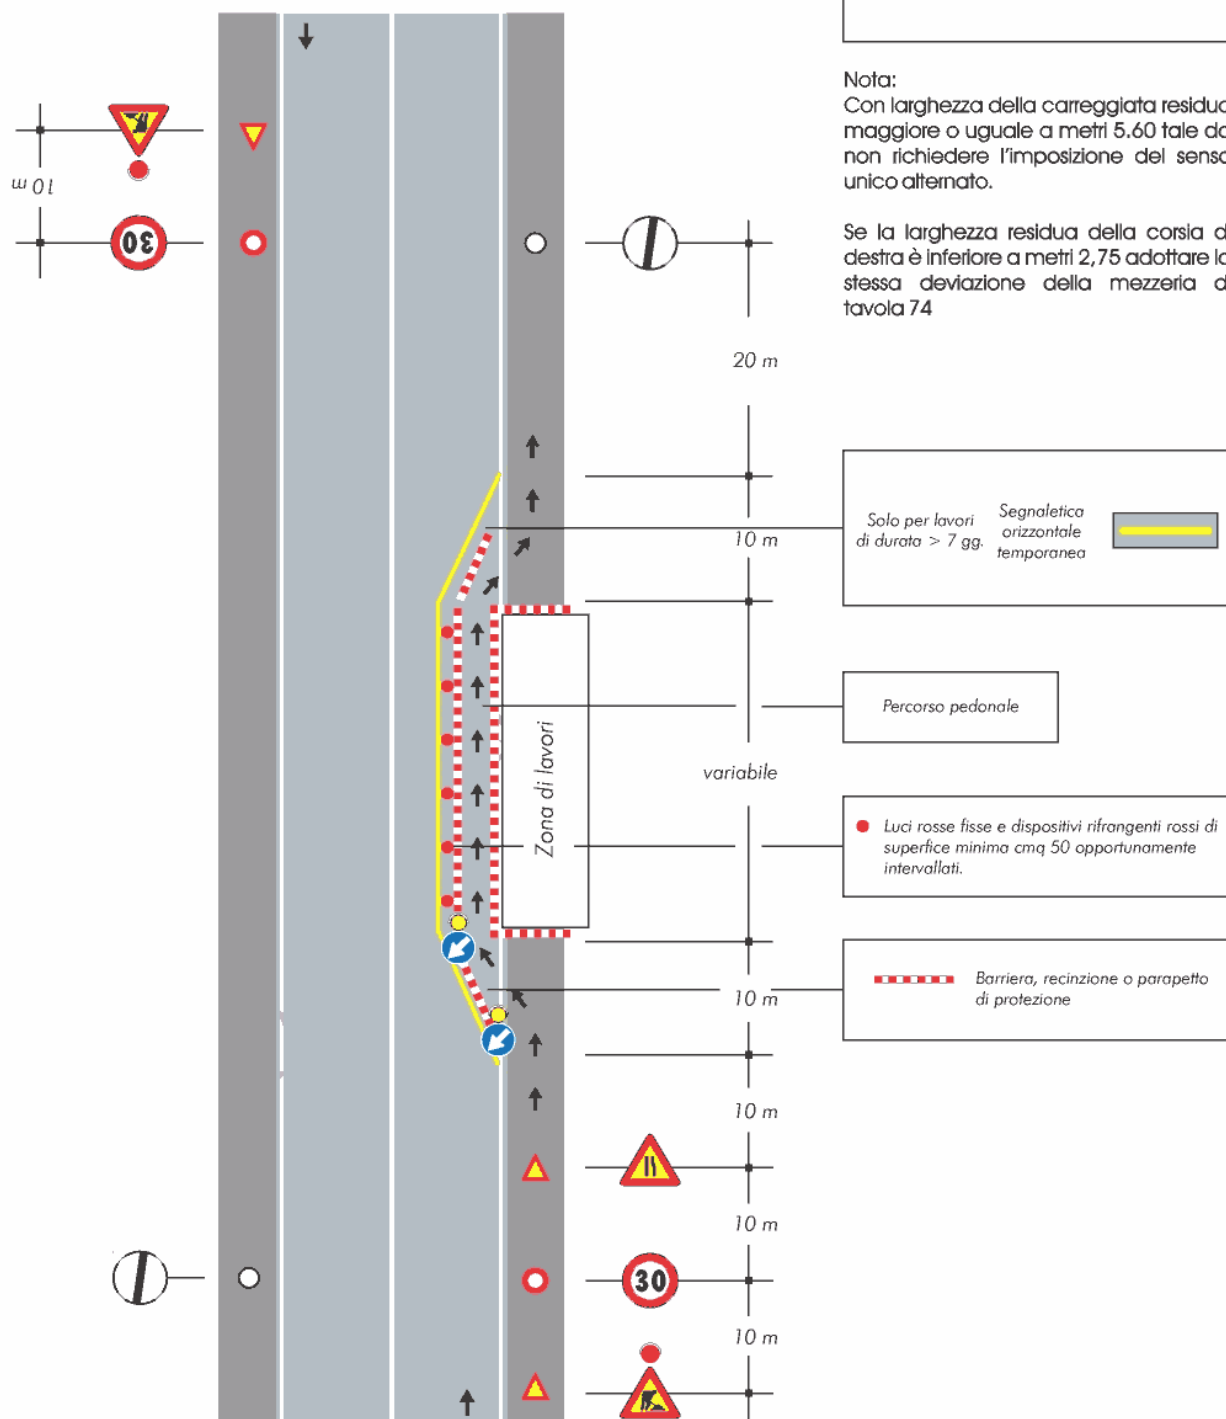 Nota:
Con larghezza della carreggiata residua
maggiore o uguale a metri 5.60 tale da
non richiedere l'imposizione del senso
unico alternato.
Se la larghezza residua della corsia d
destra è inferiore a metri 2,75 adottare la
stessa deviazione della mezzeria d
tavola 74
10 m
30
20 m
10 m
Solo per lavori
di durata > 7 gg.
Segnaletica
orizzontale
temporanea
Percorso pedonale
Zona di lavori
variabile
Luci rosse fisse e dispositivi rifrangenti rossi di
superfice minima cmq 50 opportunamente
intervallati.
Barriera, recinzione o parapetto
di protezione
10 m
10 m
10 m
30
10 m